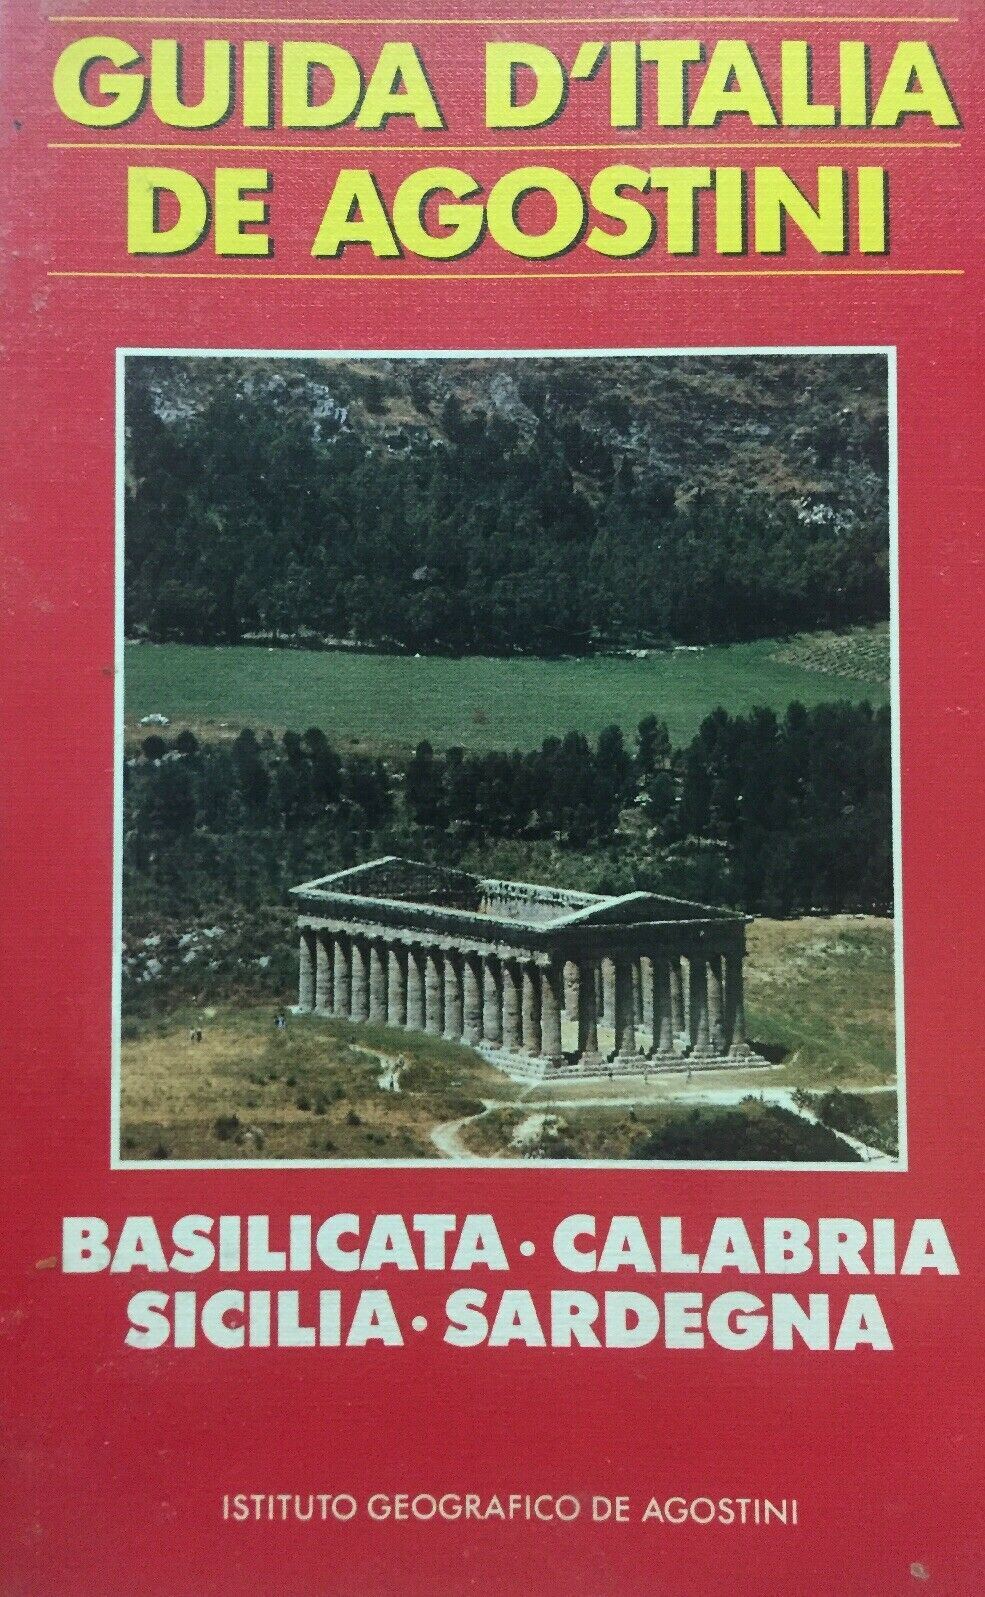 GUIDA D'ITALIA
DE AGOSTINI
BASILICATA · CALABRIA
SICILIA · SARDEGNA
ISTITUTO GEOGRAFICO DE AGOSTINI